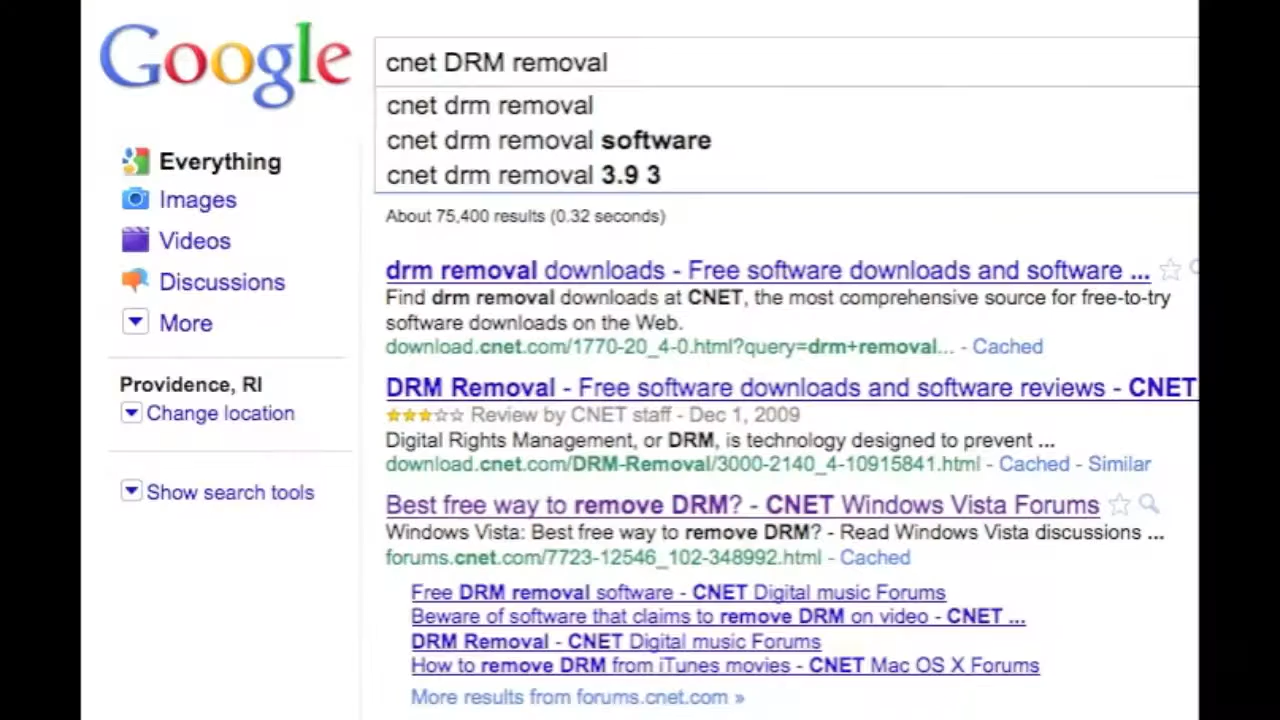 Google
cnet DRM removal
cnet drm removal
cnet drm removal software
cnet drm removal 3.9 3
Everything
Images
Videos
Discussions
More
Providence, RI
Change location
Show search tools
About 75,400 results (0.32 seconds)
drm removal downloads - Free software downloads and software ...
Find drm removal downloads at CNET, the most comprehensive source for free-to-try
software downloads on the Web.
download.cnet.com/1770-20_4-0.html?query=drm+removal... - Cached
DRM Removal - Free software downloads and software reviews - CNET
Review by CNET staff - Dec 1, 2009
Digital Rights Management, or DRM, is technology designed to prevent ...
download.cnet.com/DRM-Removal/3000-2140_4-10915841.html - Cached - Similar
Best free way to remove DRM? - CNET Windows Vista Forums
Windows Vista: Best free way to remove DRM? - Read Windows Vista discussions ...
forums.cnet.com/7723-12546_102-348992.html - Cached
Free DRM removal software - CNET Digital music Forums
Beware of software that claims to remove DRM on video - CNET ...
DRM Removal - CNET Digital music Forums
How to remove DRM from iTunes movies - CNET Mac OS X Forums
More results from forums.cnet.com »